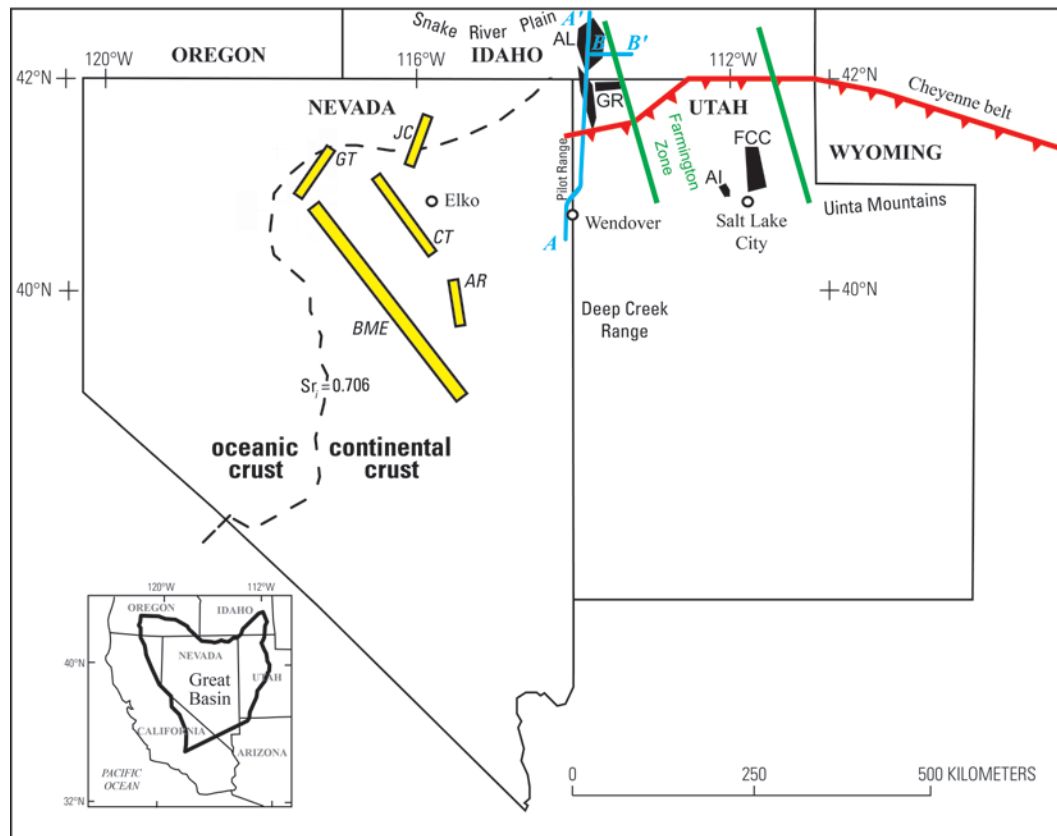 Snake River Plain
A'
AL
OREGON
IDAHO
B
B'
120°W
116°W
112°W
42°N
42°N
Cheyenne belt
NEVADA
GR
UTAH
JC
FCC
GT
Farmington
Zone
WYOMING
Pilot Range
AI
Elko
Uinta Mountains
Wendover
Salt Lake
City
CT
A
AR
40°N
40°N
Deep Creek
Range
BME
Sri=0.706
oceanic
crust
continental
crust
120°W
112°W
OREGON
IDAHO
NEVADA
40°N
Great
Basin
UTAH
CALIFORNIA
ARIZONA
PACIFIC
OCEAN
32°N
0
250
500 KILOMETERS